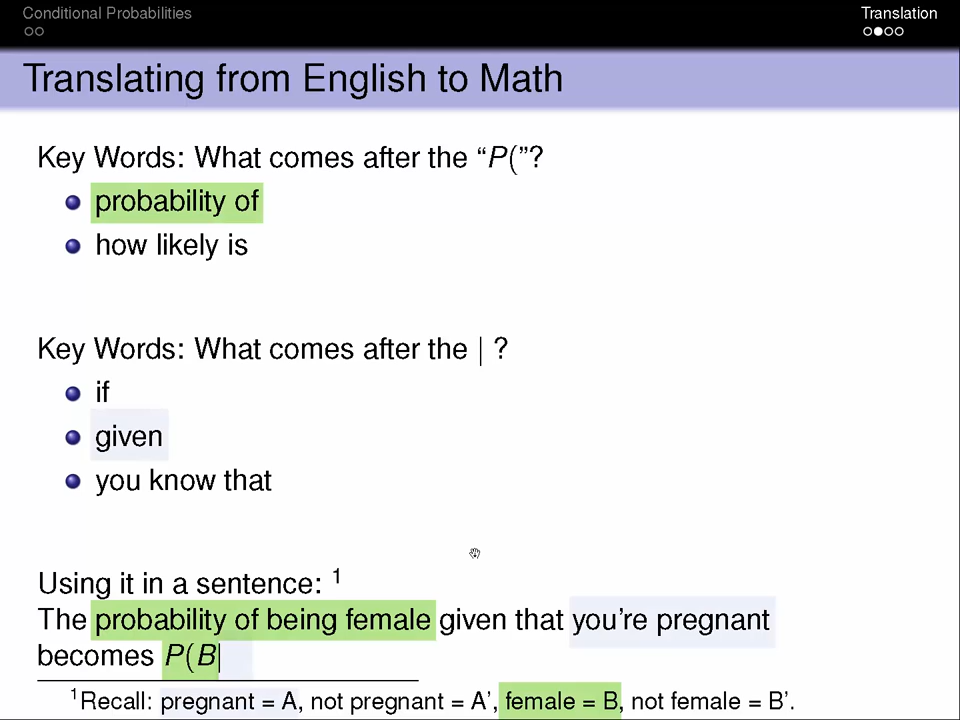 Conditional Probabilities
Translation
Translating from English to Math
Key Words: What comes after the “P(”?
probability of
how likely is
Key Words: What comes after the | ?
if
given
you know that
Using it in a sentence: 1
The probability of being female given that you're pregnant
becomes P(B|
1Recall: pregnant = A, not pregnant = A', female = B, not female = B'.